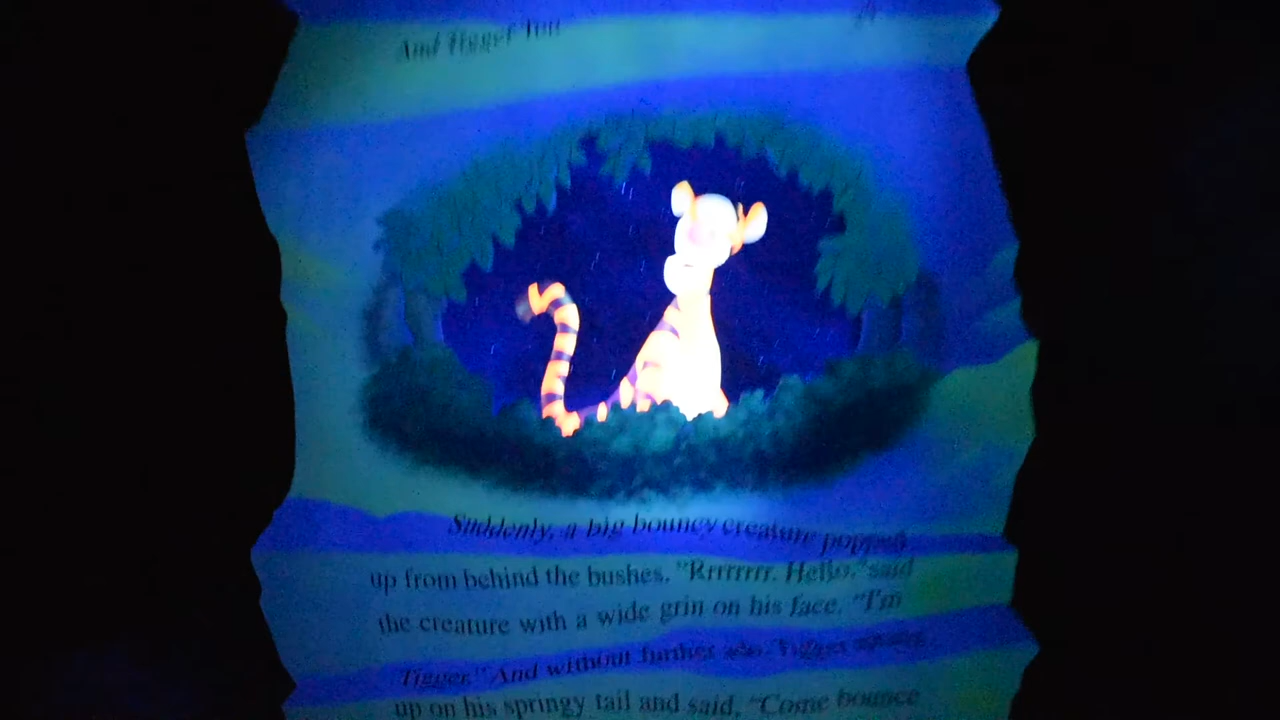 And Tigger Too
Suddenly, a big bouncy creature popped
up from behind the bushes. "Rrrrrrr. Hello." said
the creature with a wide grin on his face. "I'm
Tigger." And without further ado, Tigger sprang
up on his springy tail and said, "Come bounce